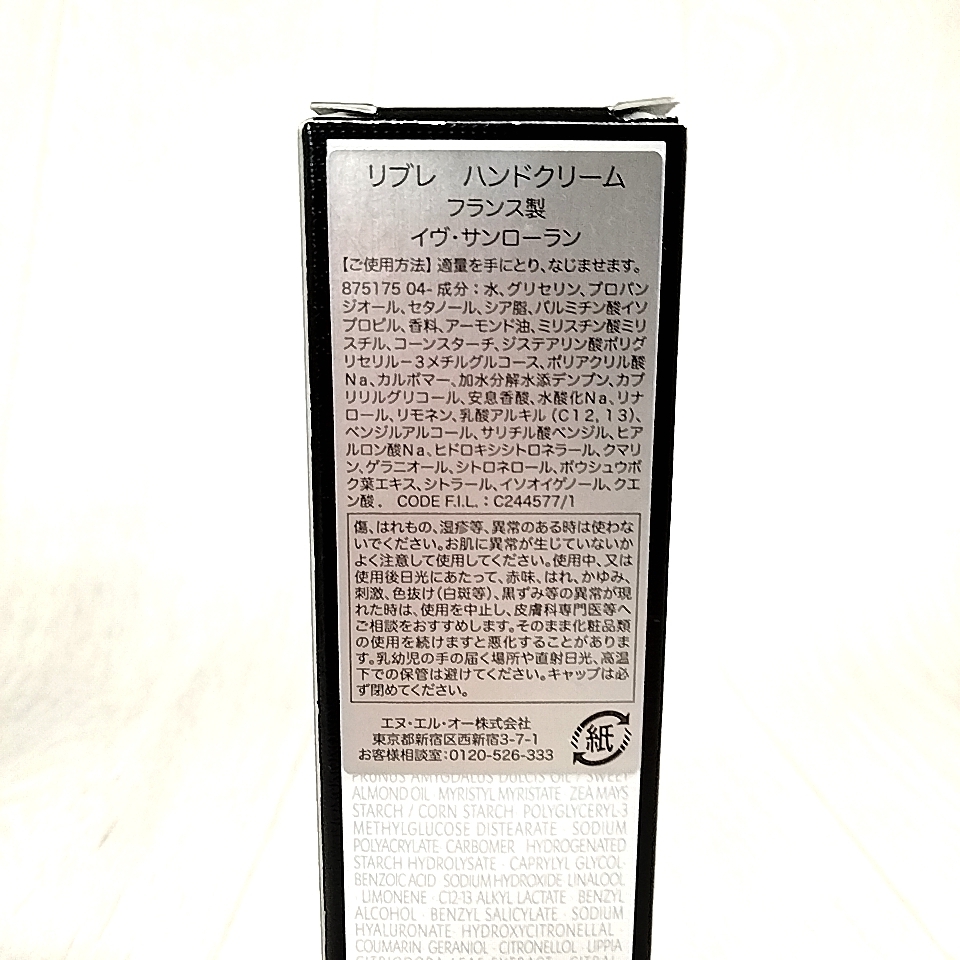 リブレ　ハンドクリーム
フランス製
イヴ・サンローラン
【ご使用方法】適量を手にとり、なじませます。
875175 04- 成分：水、グリセリン、プロパン
ジオール、セタノール、シア脂、パルミチン酸イソ
プロピル、香料、アーモンド油、ミリスチン酸ミリ
スチル、コーンスターチ、ジステアリン酸ポリグ
リセリル－3メチルグルコース、ポリアクリル酸
Na、カルボマー、加水分解水添デンプン、カプ
リリルグリコール、安息香酸、水酸化Na、リナ
ロール、リモネン、乳酸アルキル（C12, 13）、
ベンジルアルコール、サリチル酸ベンジル、ヒア
ルロン酸Na、ヒドロキシシトロネラール、クマリ
ン、ゲラニオール、シトロネロール、ボウシュウボ
ク葉エキス、シトラール、イソオイゲノール、クエ
ン酸． CODE F.I.L. : C244577/1
傷、はれもの、湿疹等、異常のある時は使わな
いでください。お肌に異常が生じていないか
よく注意して使用してください。使用中、又は
使用後日光にあたって、赤味、はれ、かゆみ、
刺激、色抜け（白斑等）、黒ずみ等の異常が現
れた時は、使用を中止し、皮膚科専門医等へ
ご相談をおすすめします。そのまま化粧品類
の使用を続けますと悪化することがありま
す。乳幼児の手の届く場所や直射日光、高温
下での保管は避けてください。キャップは必
ず閉めてください。
エヌ・エル・オー株式会社
東京都新宿区西新宿3-7-1
お客様相談室：0120-526-333
紙
PRUNUS AMYGDALUS DULCIS OIL / SWEET
ALMOND OIL · MYRISTYL MYRISTATE · ZEA MAYS
STARCH / CORN STARCH · POLYGLYCERYL-3
METHYLGLUCOSE DISTEARATE · SODIUM
POLYACRYLATE · CARBOMER · HYDROGENATED
STARCH HYDROLYSATE · CAPRYLYL GLYCOL ·
BENZOIC ACID · SODIUM HYDROXIDE · LINALOOL
· LIMONENE · C12-13 ALKYL LACTATE · BENZYL
ALCOHOL · BENZYL SALICYLATE · SODIUM
HYALURONATE · HYDROXYCITRONELLAL ·
COUMARIN · GERANIOL · CITRONELLOL · LIPPIA
CITRIODORA LEAF EXTRACT · CITRAL